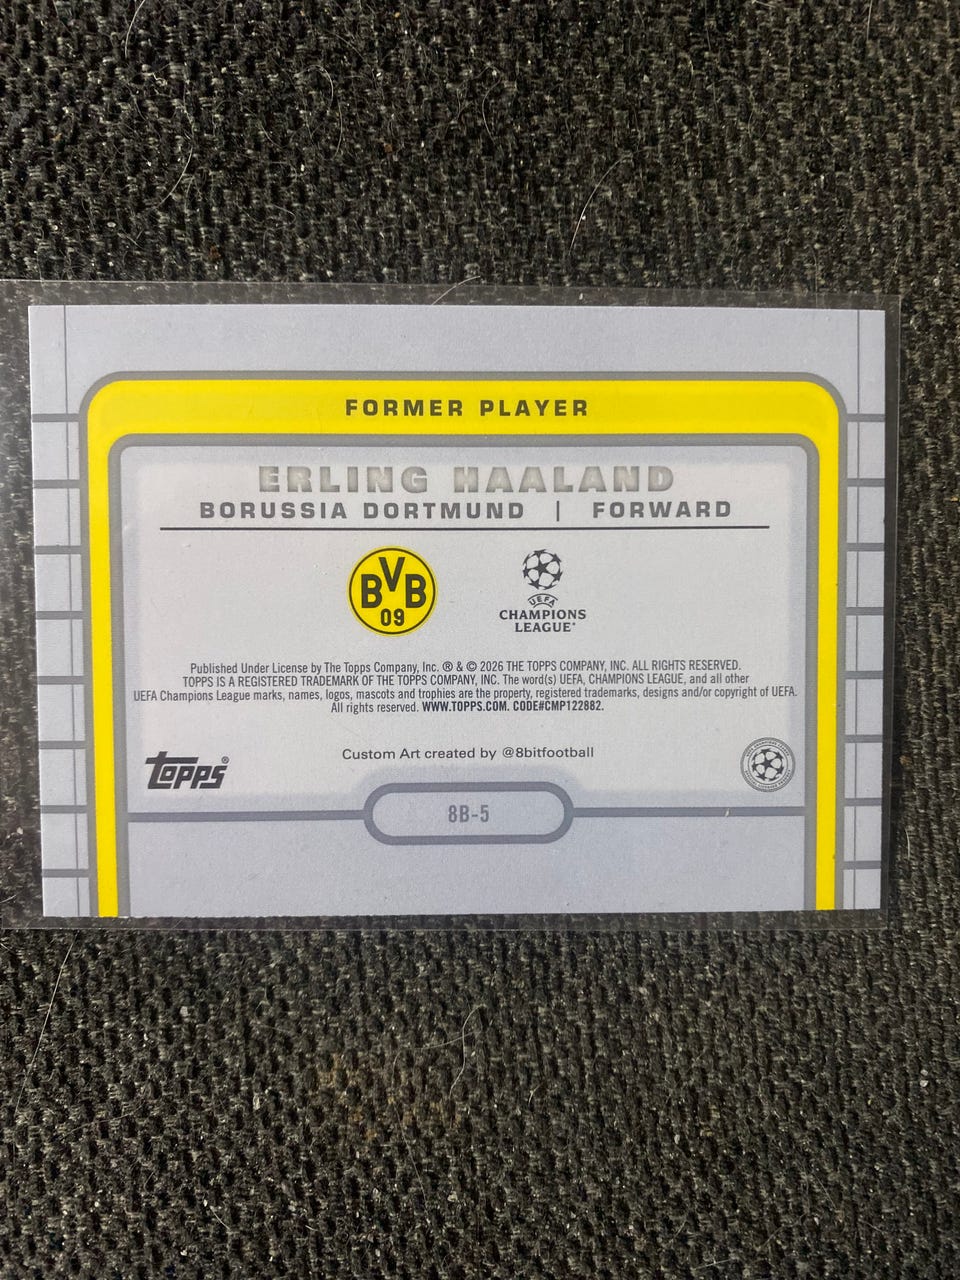 FORMER PLAYER
ERLING HAALAND
BORUSSIA DORTMUND | FORWARD
BVB
09
UEFA
CHAMPIONS
LEAGUE®
Published Under License by The Topps Company, Inc. ® & © 2026 THE TOPPS COMPANY, INC. ALL RIGHTS RESERVED.
TOPPS IS A REGISTERED TRADEMARK OF THE TOPPS COMPANY, INC. The word(s) UEFA, CHAMPIONS LEAGUE, and all other
UEFA Champions League marks, names, logos, mascots and trophies are the property, registered trademarks, designs and/or copyright of UEFA.
All rights reserved. WWW.TOPPS.COM. CODE#CMP122882.
Custom Art created by @8bitfootball
Topps®
8B-5